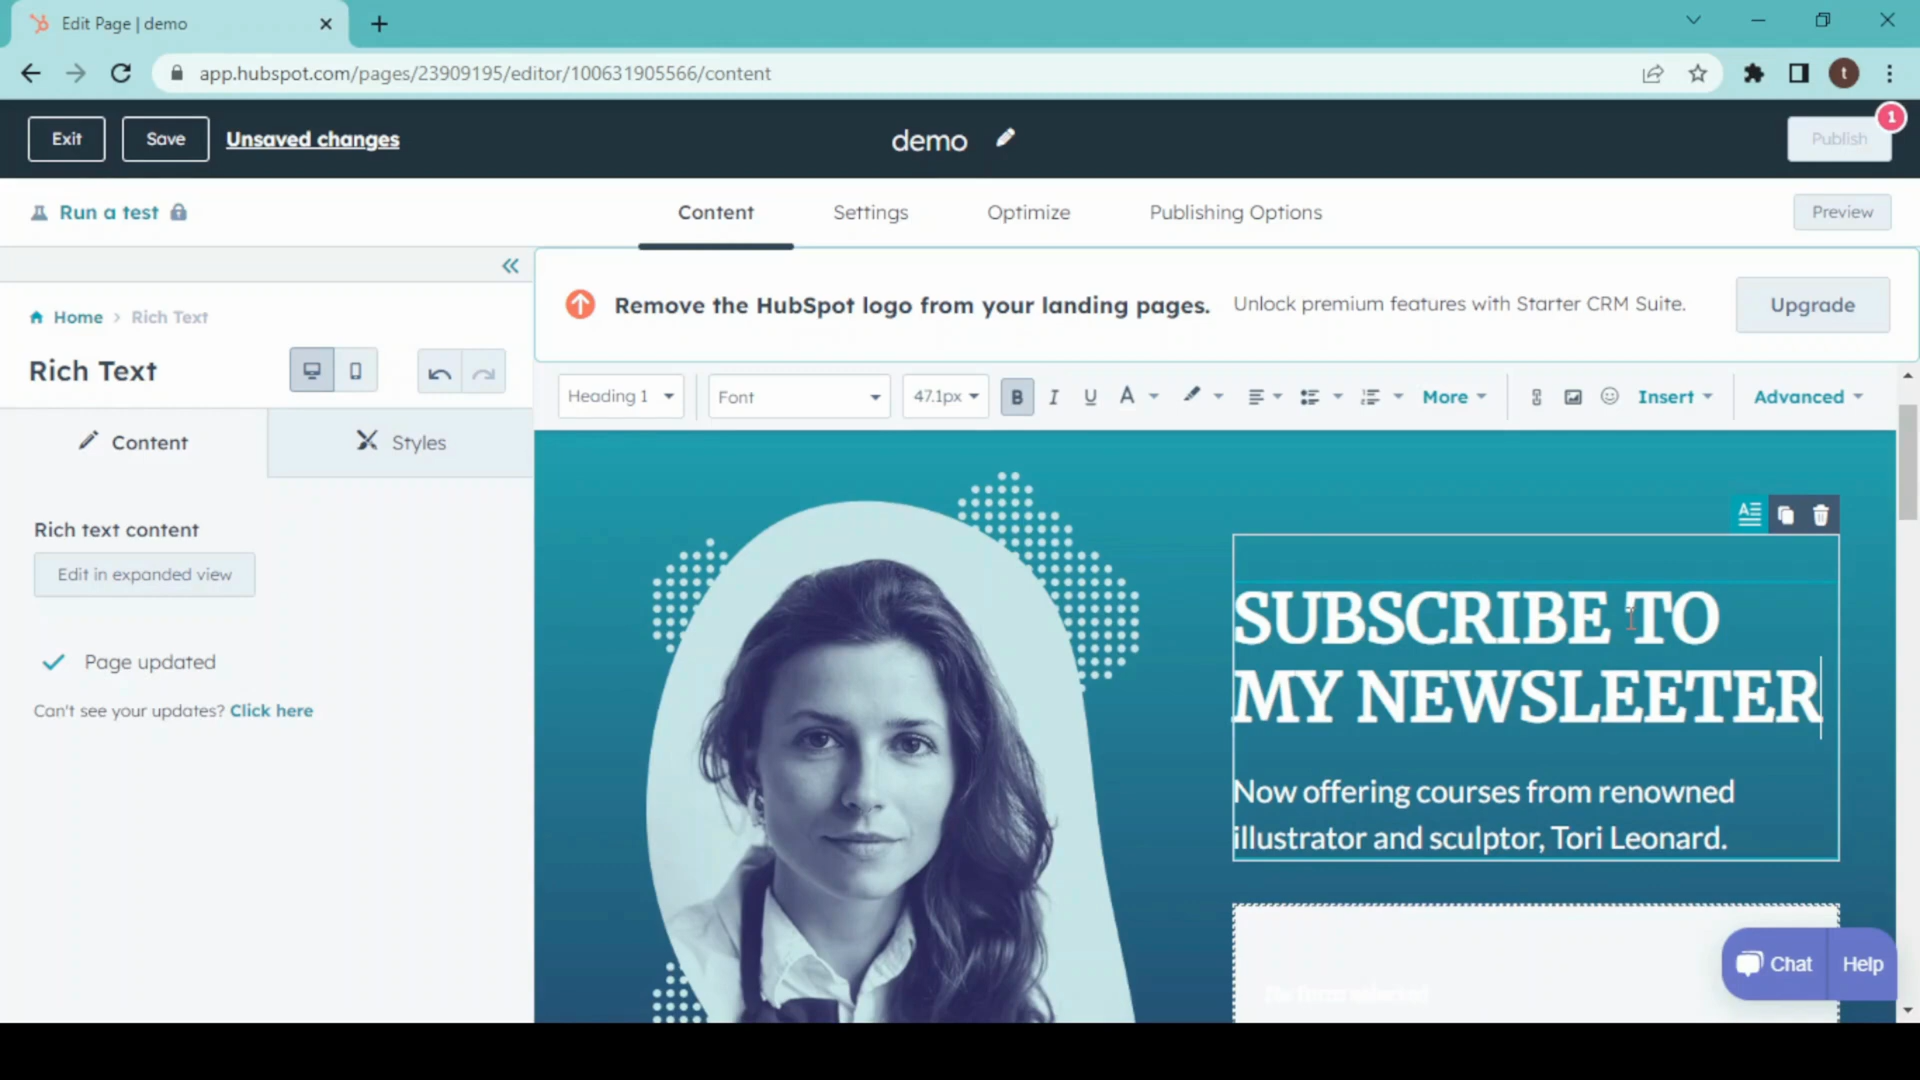 Edit Page | demo
app.hubspot.com/pages/23909195/editor/100631905566/content
t
Exit
Save
Unsaved changes
demo
Publish
1
Run a test
Content
Settings
Optimize
Publishing Options
Preview
Remove the HubSpot logo from your landing pages.
Unlock premium features with Starter CRM Suite.
Upgrade
Home > Rich Text
Rich Text
Heading 1
Font
47.1px
B
I
U
A
More
Insert
Advanced
Content
Styles
Rich text content
Edit in expanded view
Page updated
Can't see your updates? Click here
SUBSCRIBE TO
MY NEWSLEETER
Now offering courses from renowned
illustrator and sculptor, Tori Leonard.
No form selected
Chat
Help